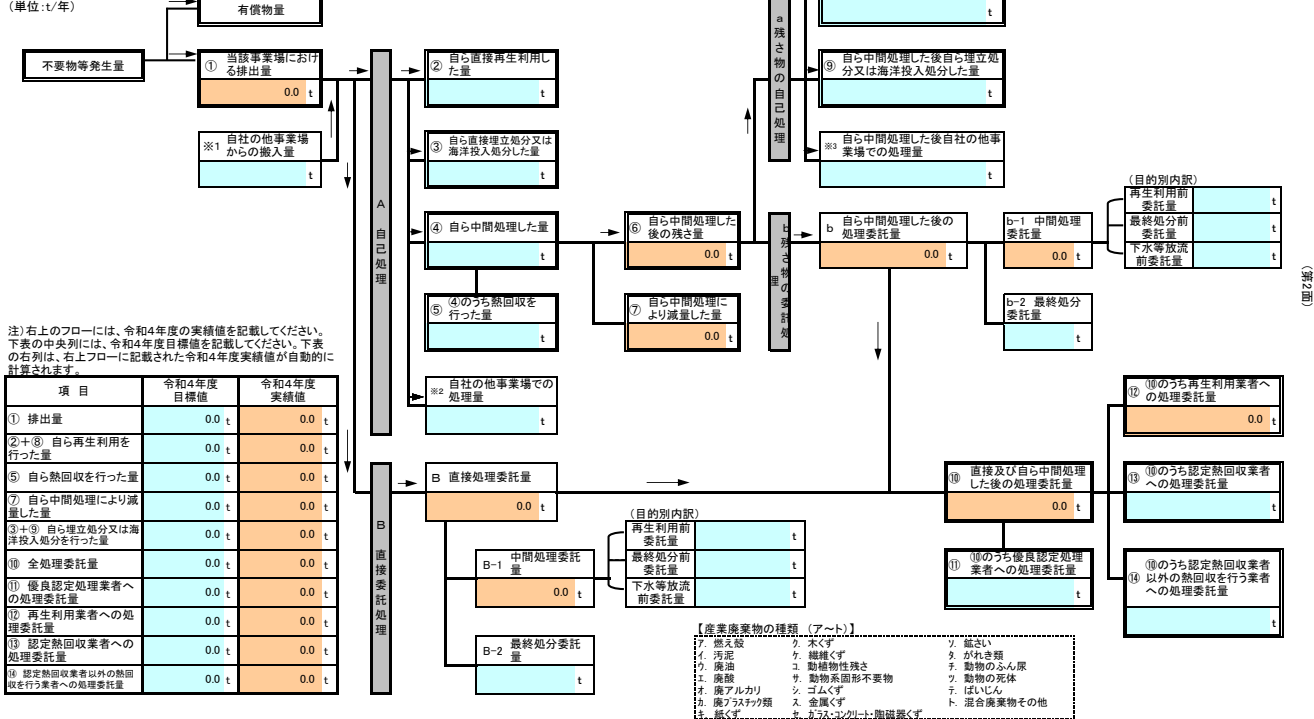 (単位:t/年)
有償物量
不要物等発生量
① 当該事業場におけ
る排出量
0.0 t
※1 自社の他事業場
からの搬入量
t
A 自己処理
② 自ら直接再生利用し
た量
t
③ 自ら直接埋立処分又は
海洋投入処分した量
t
④ 自ら中間処理した量
t
⑤ ④のうち熱回収を
行った量
t
※2 自社の他事業場での
処理量
t
⑥ 自ら中間処理した
後の残さ量
0.0 t
⑦ 自ら中間処理に
より減量した量
0.0 t
a 残さ物の自己処理
t
⑨ 自ら中間処理した後自ら埋立処
分又は海洋投入処分した量
t
※3 自ら中間処理した後自社の他事
業場での処理量
t
b 残さ物の委託処理
b 自ら中間処理した後の
処理委託量
0.0 t
b-1 中間処理
委託量
0.0 t
b-2 最終処分
委託量
t
(目的別内訳)
再生利用前
委託量
t
最終処分前
委託量
t
下水等放流
前委託量
t
(第2面)
注)右上のフローには、令和4年度の実績値を記載してください。
下表の中央列には、令和4年度目標値を記載してください。下表
の右列は、右上フローに記載された令和4年度実績値が自動的に
計算されます。
項 目 令和4年度 目標値 令和4年度 実績値
① 排出量 0.0 t 0.0 t
②+⑧ 自ら再生利用を
行った量 0.0 t 0.0 t
⑤ 自ら熱回収を行った量 0.0 t 0.0 t
⑦ 自ら中間処理により減
量した量 0.0 t 0.0 t
③+⑨ 自ら埋立処分又は海
洋投入処分を行った量 0.0 t 0.0 t
⑩ 全処理委託量 0.0 t 0.0 t
⑪ 優良認定処理業者へ
の処理委託量 0.0 t 0.0 t
⑫ 再生利用業者への処
理委託量 0.0 t 0.0 t
⑬ 認定熱回収業者への
処理委託量 0.0 t 0.0 t
⑭ 認定熱回収業者以外の熱回
収を行う業者への処理委託量 0.0 t 0.0 t
B 直接委託処理
B 直接処理委託量
0.0 t
B-1 中間処理委託
量
0.0 t
B-2 最終処分委託
量
t
(目的別内訳)
再生利用前
委託量
t
最終処分前
委託量
t
下水等放流
前委託量
t
⑩ 直接及び自ら中間処理
した後の処理委託量
0.0 t
⑪ ⑩のうち優良認定処理
業者への処理委託量
t
⑫ ⑩のうち再生利用業者へ
の処理委託量
0.0 t
⑬ ⑩のうち認定熱回収業者
への処理委託量
t
⑭ ⑩のうち認定熱回収業者
以外の熱回収を行う業者
への処理委託量
t
【産業廃棄物の種類 (ア~ト)】
ア. 燃え殻 ク. 木くず ソ. 鉱さい
イ. 汚泥 ケ. 繊維くず タ. がれき類
ウ. 廃油 コ. 動植物性残さ チ. 動物のふん尿
エ. 廃酸 サ. 動物系固形不要物 ツ. 動物の死体
オ. 廃アルカリ シ. ゴムくず テ. ばいじん
カ. 廃プラスチック類 ス. 金属くず ト. 混合廃棄物その他
キ. 紙くず セ. ガラス・コンクリート・陶磁器くず